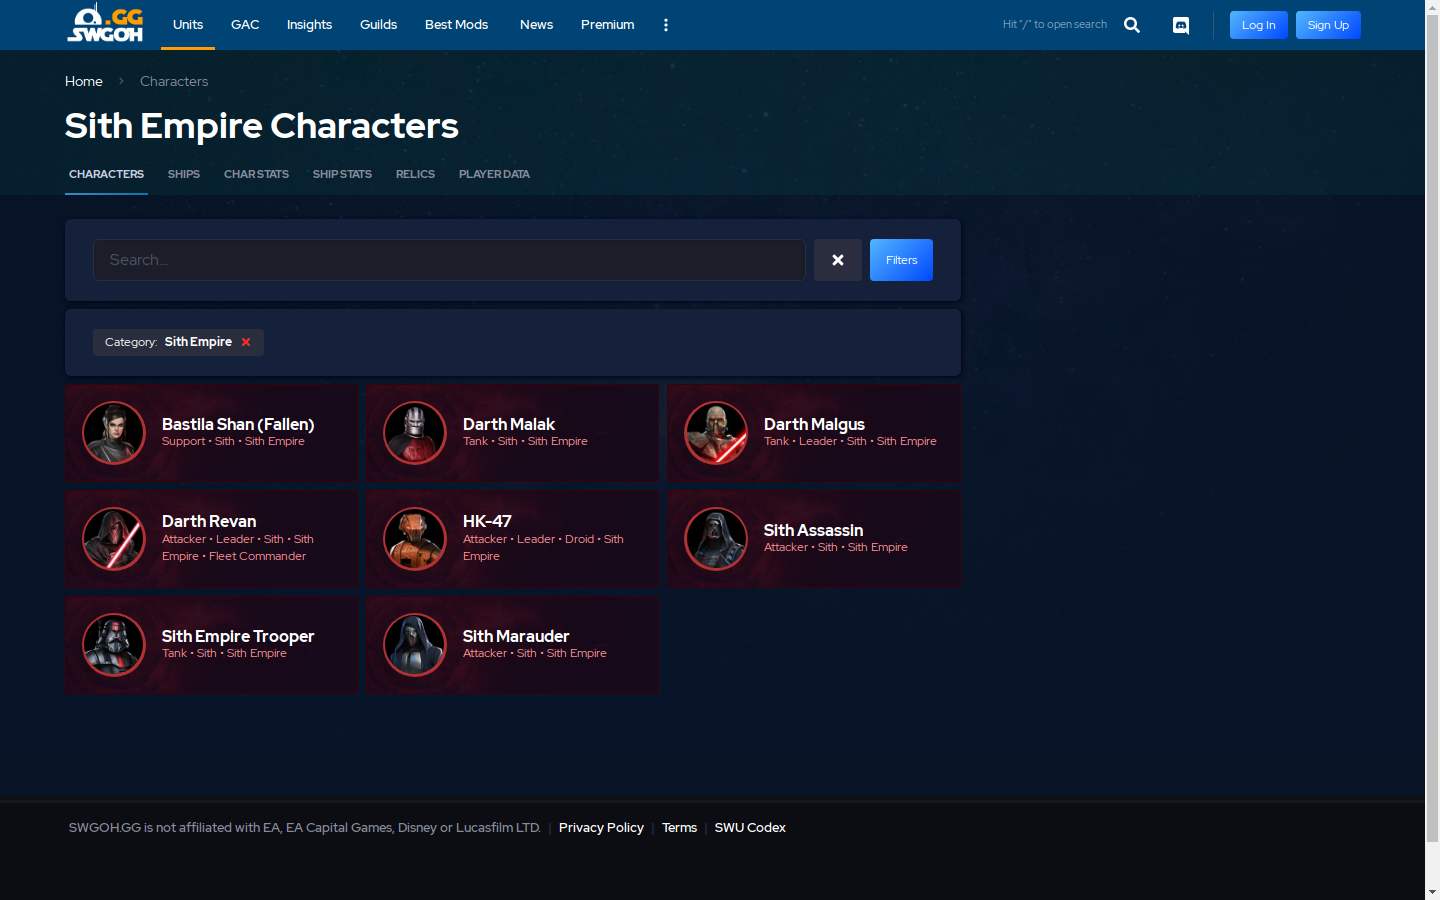 .GG
SWGOH
Units
GAC
Insights
Guilds
Best Mods
News
Premium
Hit "/" to open search
Log In
Sign Up
Home
Characters
Sith Empire Characters
CHARACTERS
SHIPS
CHAR STATS
SHIP STATS
RELICS
PLAYER DATA
Search...
Filters
Category: Sith Empire
Bastila Shan (Fallen)
Support • Sith • Sith Empire
Darth Malak
Tank • Sith • Sith Empire
Darth Malgus
Tank • Leader • Sith • Sith Empire
Darth Revan
Attacker • Leader • Sith • Sith
Empire • Fleet Commander
HK-47
Attacker • Leader • Droid • Sith
Empire
Sith Assassin
Attacker • Sith • Sith Empire
Sith Empire Trooper
Tank • Sith • Sith Empire
Sith Marauder
Attacker • Sith • Sith Empire
SWGOH.GG is not affiliated with EA, EA Capital Games, Disney or Lucasfilm LTD. | Privacy Policy | Terms | SWU Codex